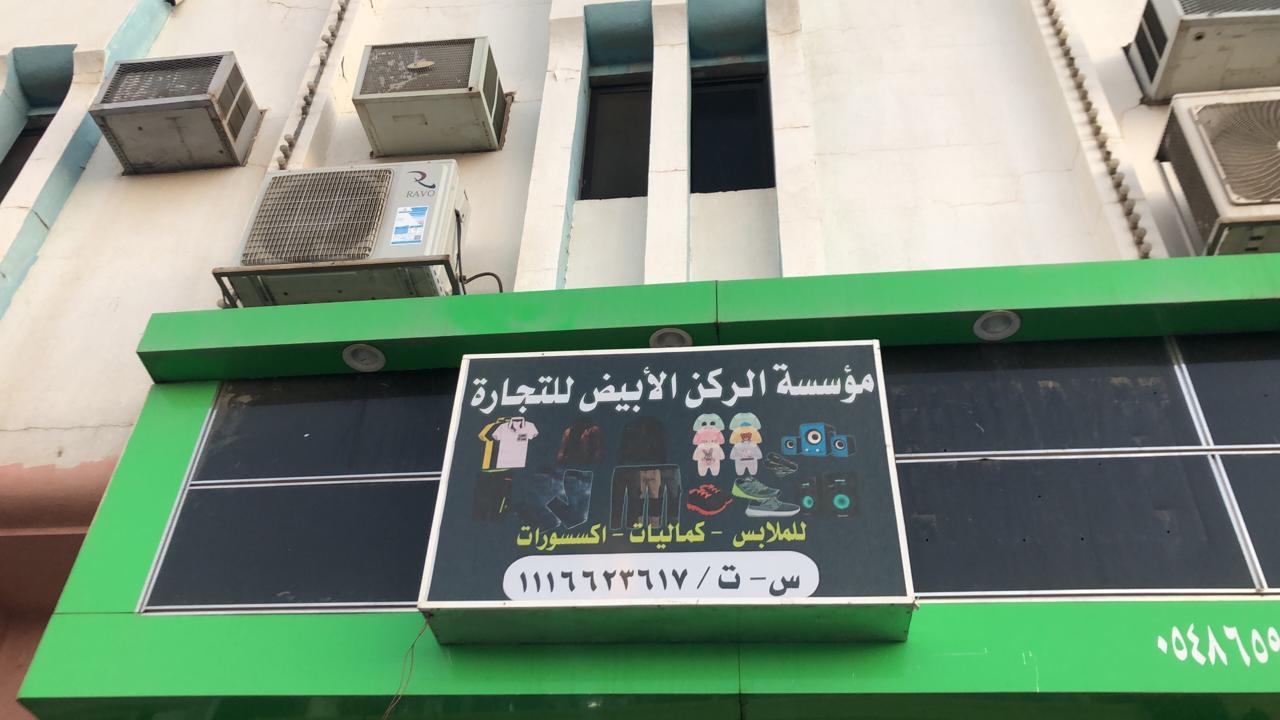 RAVO
مؤسسة الركن الأبيض للتجارة
للملابس - كماليات - اكسسورات
س - ت / ١١١٦٦٢٣٦١٧
٠٥٤٨٦٥٥